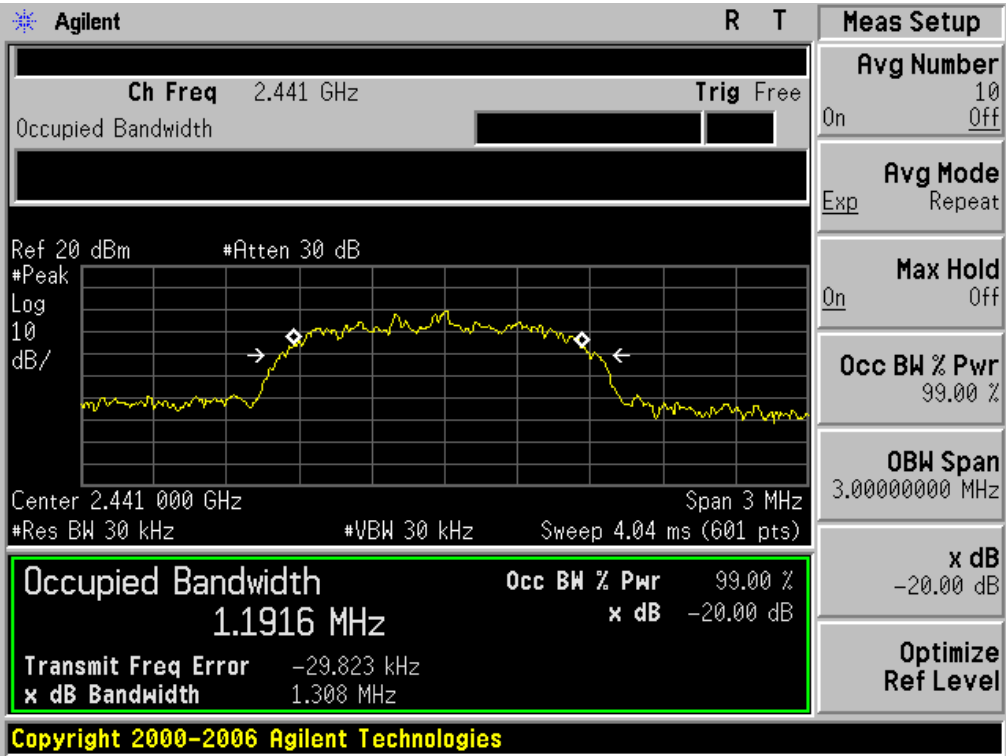 Agilent R T
Ch Freq 2.441 GHz Trig Free
Occupied Bandwidth
Ref 20 dBm #Atten 30 dB
#Peak
Log
10
dB/
Center 2.441 000 GHz Span 3 MHz
#Res BW 30 kHz #VBW 30 kHz Sweep 4.04 ms (601 pts)
Occupied Bandwidth Occ BW % Pwr 99.00 %
1.1916 MHz x dB -20.00 dB
Transmit Freq Error -29.823 kHz
x dB Bandwidth 1.308 MHz
Meas Setup
Avg Number
10
On Off
Avg Mode
Exp Repeat
Max Hold
On Off
Occ BW % Pwr
99.00 %
OBW Span
3.00000000 MHz
x dB
-20.00 dB
Optimize
Ref Level
Copyright 2000-2006 Agilent Technologies